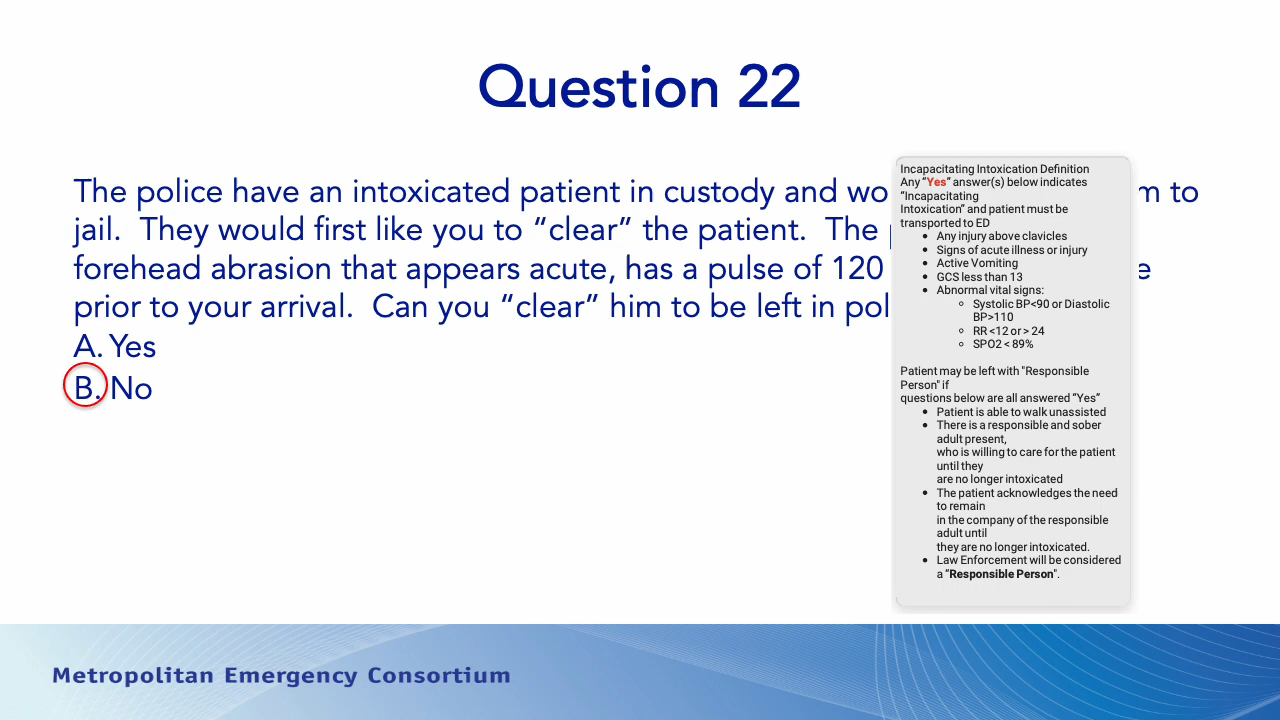 Question 22
The police have an intoxicated patient in custody and wo
m to
jail. They would first like you to “clear” the patient. The
forehead abrasion that appears acute, has a pulse of 120
e
prior to your arrival. Can you “clear” him to be left in pol
A. Yes
B. No
Incapacitating Intoxication Definition
Any “Yes” answer(s) below indicates
“Incapacitating
Intoxication” and patient must be
transported to ED
• Any injury above clavicles
• Signs of acute illness or injury
• Active Vomiting
• GCS less than 13
• Abnormal vital signs:
◦ Systolic BP<90 or Diastolic
BP>110
◦ RR <12 or > 24
◦ SPO2 < 89%
Patient may be left with "Responsible
Person" if
questions below are all answered “Yes”
• Patient is able to walk unassisted
• There is a responsible and sober
adult present,
who is willing to care for the patient
until they
are no longer intoxicated
• The patient acknowledges the need
to remain
in the company of the responsible
adult until
they are no longer intoxicated.
• Law Enforcement will be considered
a “Responsible Person".
Metropolitan Emergency Consortium